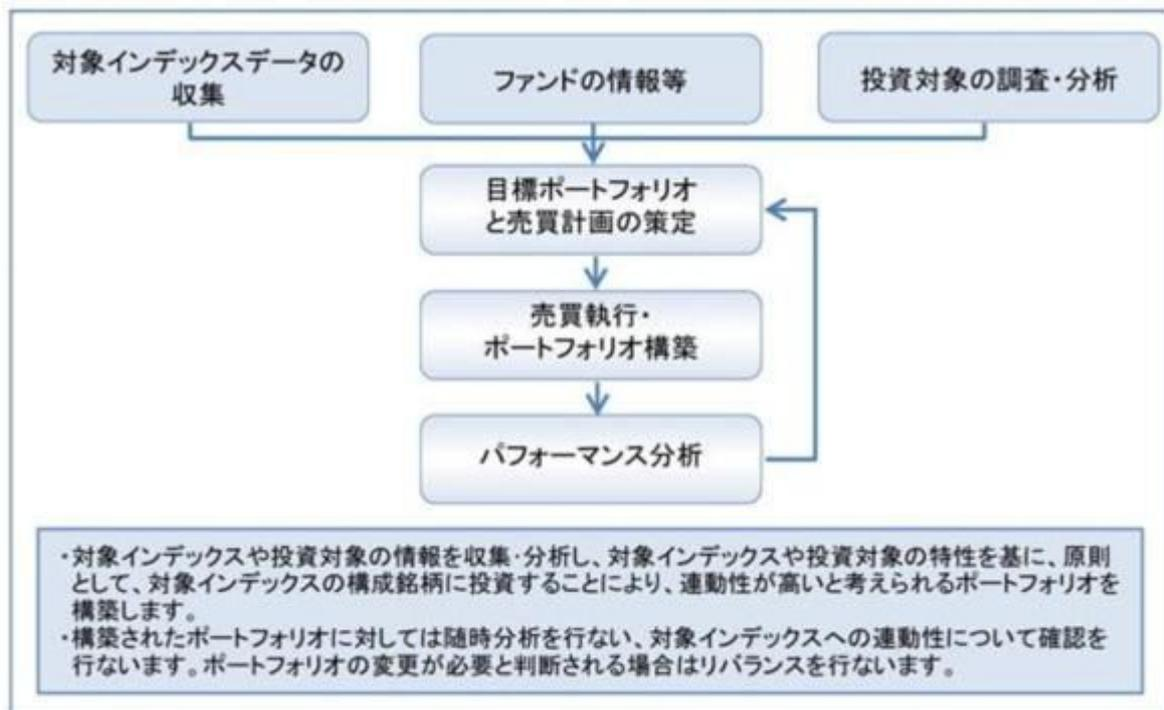 対象インデックスデータの
収集
ファンドの情報等
投資対象の調査・分析
目標ポートフォリオ
と売買計画の策定
売買執行・
ポートフォリオ構築
パフォーマンス分析
・対象インデックスや投資対象の情報を収集・分析し、対象インデックスや投資対象の特性を基に、原則
として、対象インデックスの構成銘柄に投資することにより、連動性が高いと考えられるポートフォリオを
構築します。
・構築されたポートフォリオに対しては随時分析を行ない、対象インデックスへの連動性について確認を
行ないます。ポートフォリオの変更が必要と判断される場合はリバランスを行ないます。